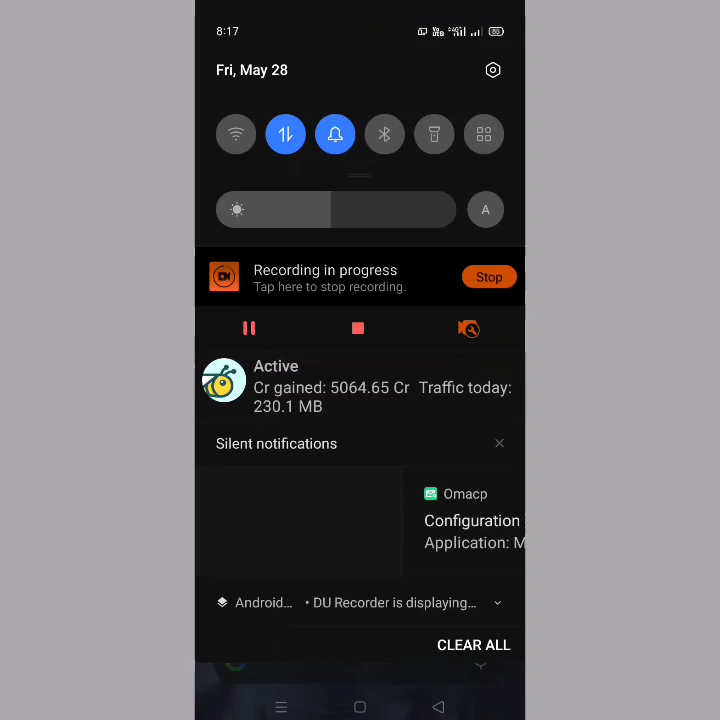 8:17
Fri, May 28
A
Recording in progress
Stop
Tap here to stop recording.
Active
Cr gained: 5064.65 Cr Traffic today:
230.1 MB
Silent notifications
Omacp
Configuration
Application: M
Android... • DU Recorder is displaying...
CLEAR ALL